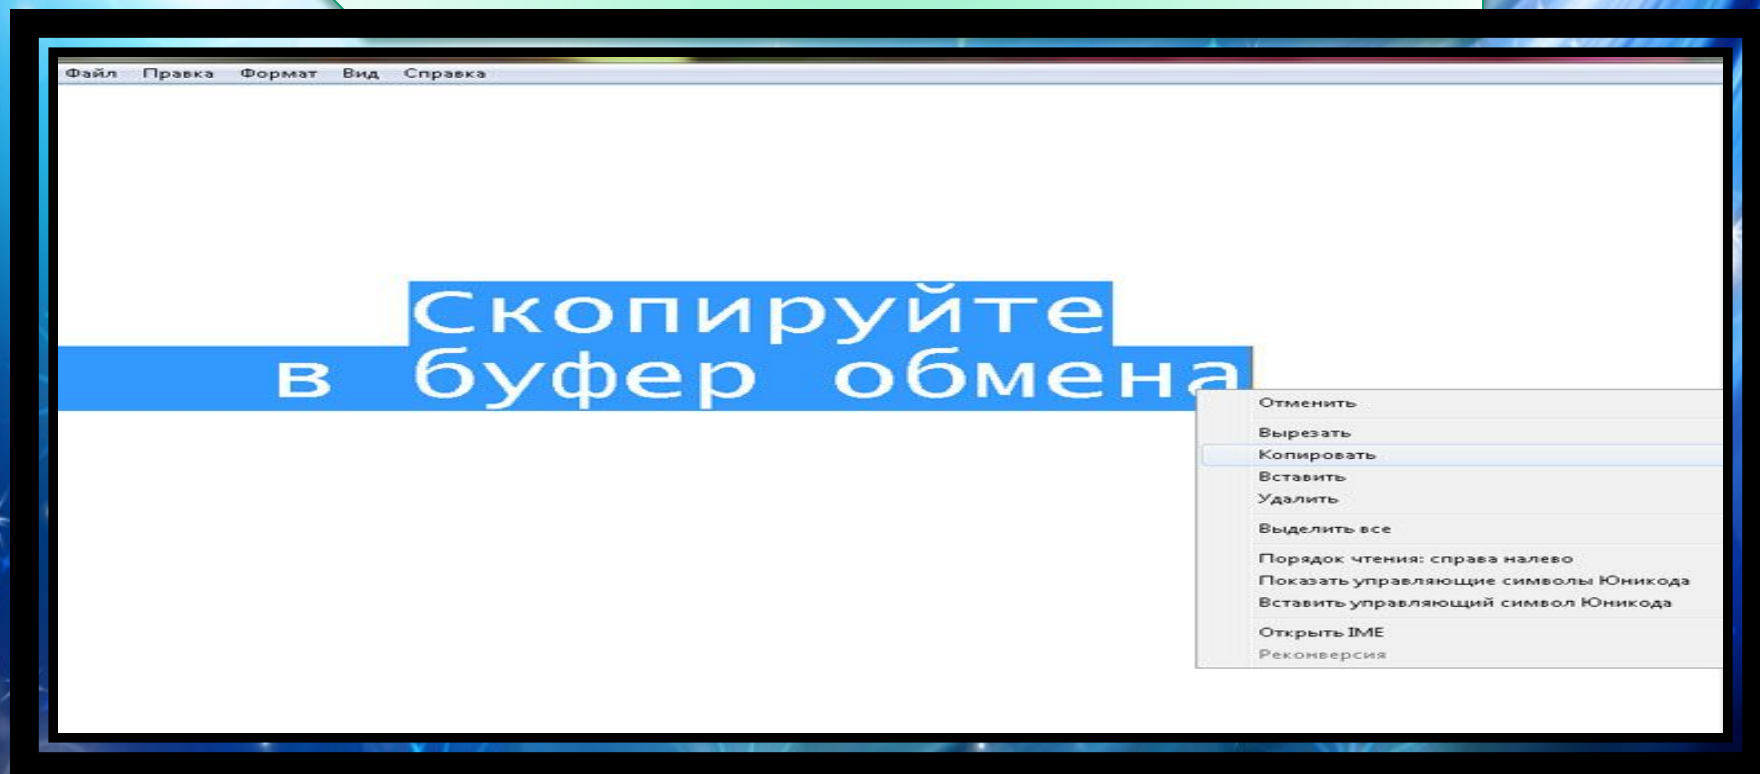 Файл Правка Формат Вид Справка
Скопируйте
в буфер обмена
Отменить
Вырезать
Копировать
Вставить
Удалить
Выделить все
Порядок чтения: справа налево
Показать управляющие символы Юникода
Вставить управляющий символ Юникода
Открыть IME
Реконверсия